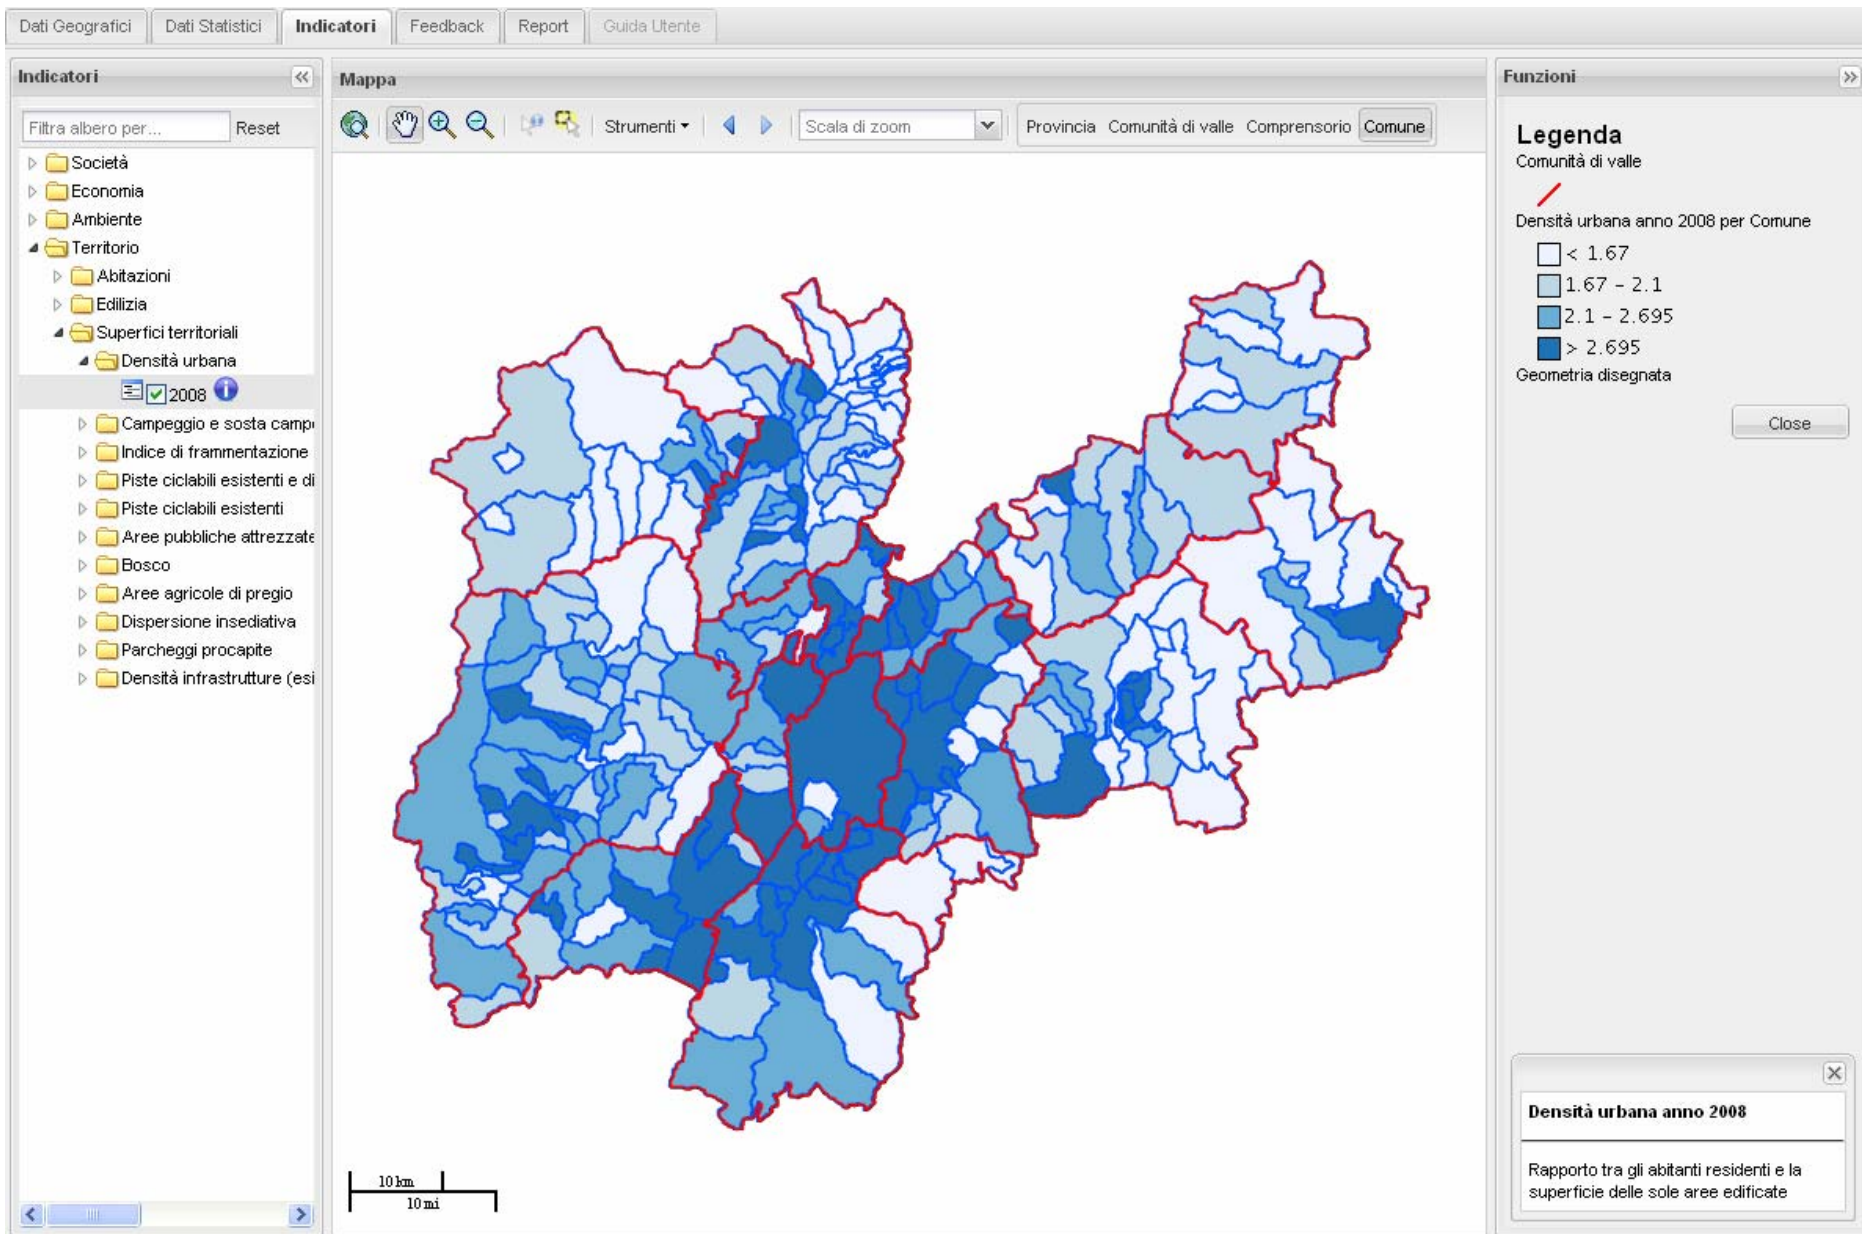 Dati Geografici Dati Statistici Indicatori Feedback Report Guida Utente
Indicatori
Filtra albero per... Reset
Società
Economia
Ambiente
Territorio
Abitazioni
Edilizia
Superfici territoriali
Densità urbana
2008
Campeggio e sosta camp
Indice di frammentazione
Piste ciclabili esistenti e di
Piste ciclabili esistenti
Aree pubbliche attrezzate
Bosco
Aree agricole di pregio
Dispersione insediativa
Parcheggi procapite
Densità infrastrutture (esi
Mappa
Strumenti Scala di zoom Provincia Comunità di valle Comprensorio Comune
10 km
10 mi
Funzioni
Legenda
Comunità di valle
Densità urbana anno 2008 per Comune
< 1.67
1.67 - 2.1
2.1 - 2.695
> 2.695
Geometria disegnata
Close
Densità urbana anno 2008
Rapporto tra gli abitanti residenti e la
superficie delle sole aree edificate